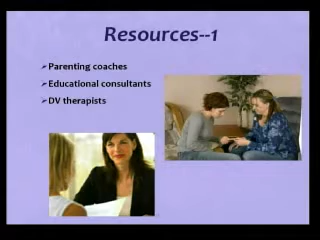 Resources--1
➢ Parenting coaches
➢ Educational consultants
➢ DV therapists